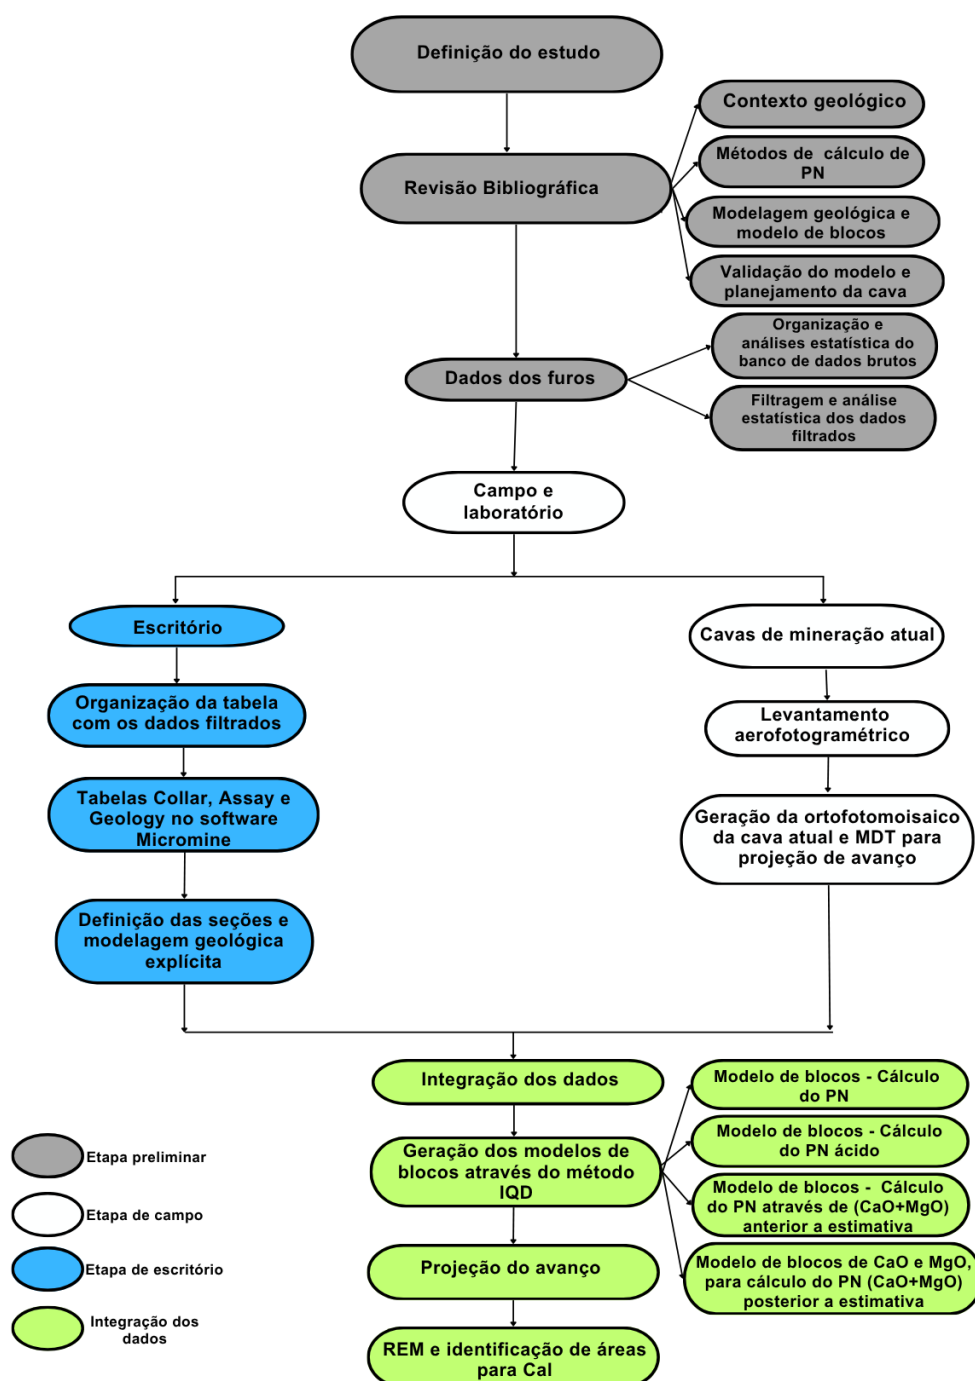 Definição do estudo
Contexto geológico
Métodos de cálculo de
PN
Revisão Bibliográfica
Modelagem geológica e
modelo de blocos
Validação do modelo e
planejamento da cava
Organização e
análises estatística do
banco de dados brutos
Dados dos furos
Filtragem e análise
estatística dos dados
filtrados
Campo e
laboratório
Escritório
Organização da tabela
com os dados filtrados
Tabelas Collar, Assay e
Geology no software
Micromine
Definição das seções e
modelagem geológica
explícita
Cavas de mineração atual
Levantamento
aerofotogramétrico
Geração da ortofotomoisaico
da cava atual e MDT para
projeção de avanço
Integração dos dados
Geração dos modelos de
blocos através do método
IQD
Modelo de blocos - Cálculo
do PN
Modelo de blocos - Cálculo
do PN ácido
Modelo de blocos - Cálculo
do PN através de (CaO+MgO)
anterior a estimativa
Modelo de blocos de CaO e MgO,
para cálculo do PN (CaO+MgO)
posterior a estimativa
Projeção do avanço
REM e identificação de áreas
para Cal
Etapa preliminar
Etapa de campo
Etapa de escritório
Integração dos
dados